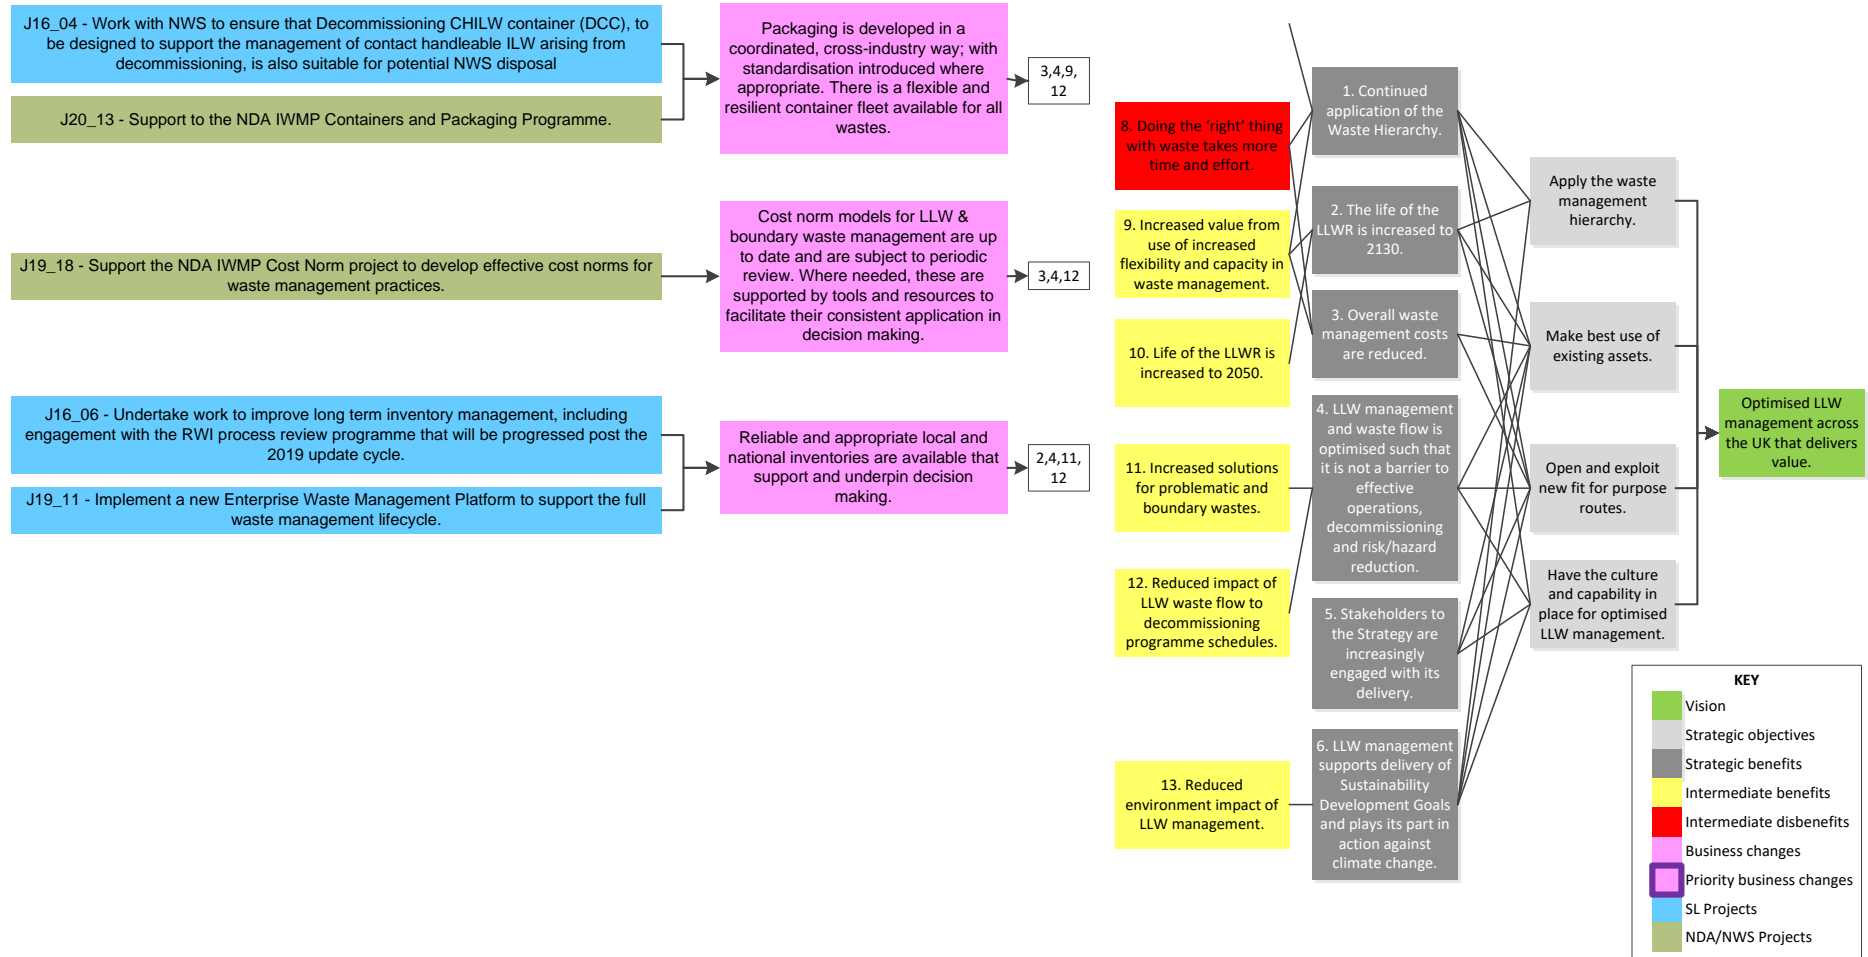 J16_04 - Work with NWS to ensure that Decommissioning CHILW container (DCC), to
be designed to support the management of contact handleable ILW arising from
decommissioning, is also suitable for potential NWS disposal
J20_13 - Support to the NDA IWMP Containers and Packaging Programme.
Packaging is developed in a
coordinated, cross-industry way; with
standardisation introduced where
appropriate. There is a flexible and
resilient container fleet available for all
wastes.
3,4,9,
12
J19_18 - Support the NDA IWMP Cost Norm project to develop effective cost norms for
waste management practices.
Cost norm models for LLW &
boundary waste management are up
to date and are subject to periodic
review. Where needed, these are
supported by tools and resources to
facilitate their consistent application in
decision making.
3,4,12
J16_06 - Undertake work to improve long term inventory management, including
engagement with the RWI process review programme that will be progressed post the
2019 update cycle.
J19_11 - Implement a new Enterprise Waste Management Platform to support the full
waste management lifecycle.
Reliable and appropriate local and
national inventories are available that
support and underpin decision
making.
2,4,11,
12
8. Doing the ‘right’ thing
with waste takes more
time and effort.
9. Increased value from
use of increased
flexibility and capacity in
waste management.
10. Life of the LLWR is
increased to 2050.
11. Increased solutions
for problematic and
boundary wastes.
12. Reduced impact of
LLW waste flow to
decommissioning
programme schedules.
13. Reduced
environment impact of
LLW management.
1. Continued
application of the
Waste Hierarchy.
2. The life of the
LLWR is increased to
2130.
3. Overall waste
management costs
are reduced.
4. LLW management
and waste flow is
optimised such that
it is not a barrier to
effective
operations,
decommissioning
and risk/hazard
reduction.
5. Stakeholders to
the Strategy are
increasingly
engaged with its
delivery.
6. LLW management
supports delivery of
Sustainability
Development Goals
and plays its part in
action against
climate change.
Apply the waste
management
hierarchy.
Make best use of
existing assets.
Open and exploit
new fit for purpose
routes.
Have the culture
and capability in
place for optimised
LLW management.
Optimised LLW
management across
the UK that delivers
value.
KEY
Vision
Strategic objectives
Strategic benefits
Intermediate benefits
Intermediate disbenefits
Business changes
Priority business changes
SL Projects
NDA/NWS Projects